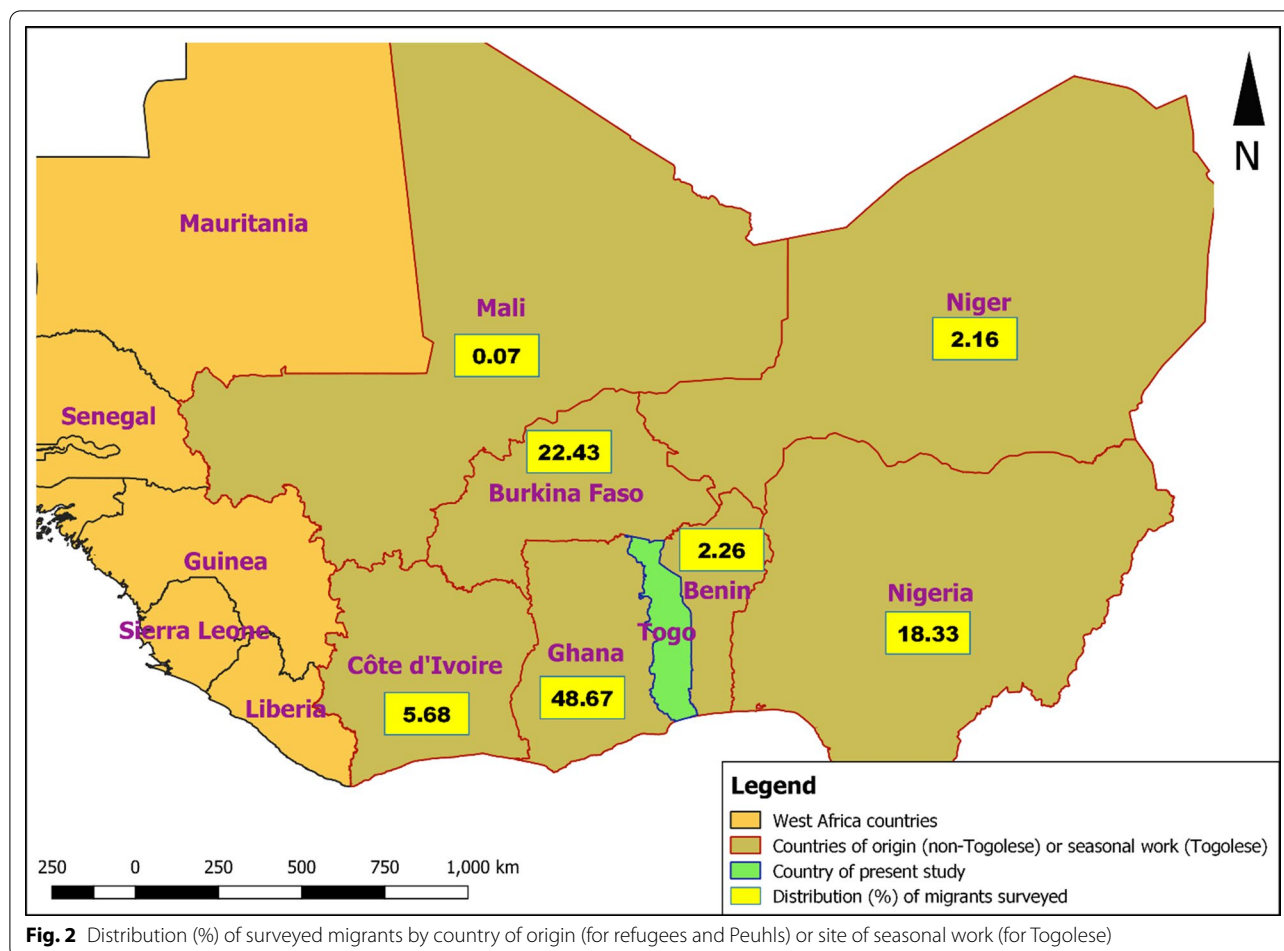 N
Mauritania
Mali
0.07
Niger
2.16
Senegal
22.43
Burkina Faso
2.26
Benin
Guinea
Nigeria
18.33
Sierra Leone
Togo
Ghana
48.67
Côte d'Ivoire
5.68
Liberia
Legend
West Africa countries
Countries of origin (non-Togolese) or seasonal work (Togolese)
Country of present study
Distribution (%) of migrants surveyed
250 0 250 500 750 1,000 km
Fig. 2 Distribution (%) of surveyed migrants by country of origin (for refugees and Peuhls) or site of seasonal work (for Togolese)